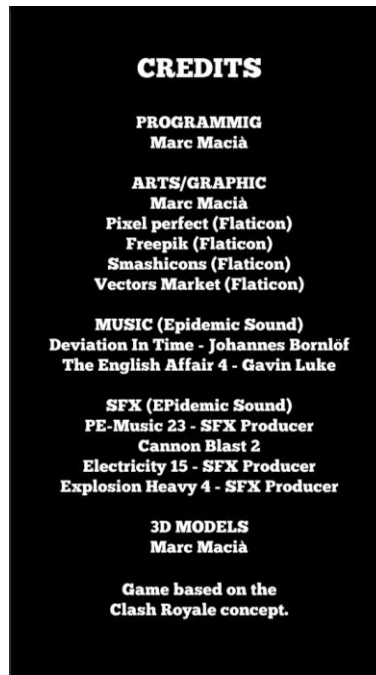 CREDITS
PROGRAMMIG
Marc Macià
ARTS/GRAPHIC
Marc Macià
Pixel perfect (Flaticon)
Freepik (Flaticon)
Smashicons (Flaticon)
Vectors Market (Flaticon)
MUSIC (Epidemic Sound)
Deviation In Time - Johannes Bornlöf
The English Affair 4 - Gavin Luke
SFX (EPidemic Sound)
PE-Music 23 - SFX Producer
Cannon Blast 2
Electricity 15 - SFX Producer
Explosion Heavy 4 - SFX Producer
3D MODELS
Marc Macià
Game based on the
Clash Royale concept.